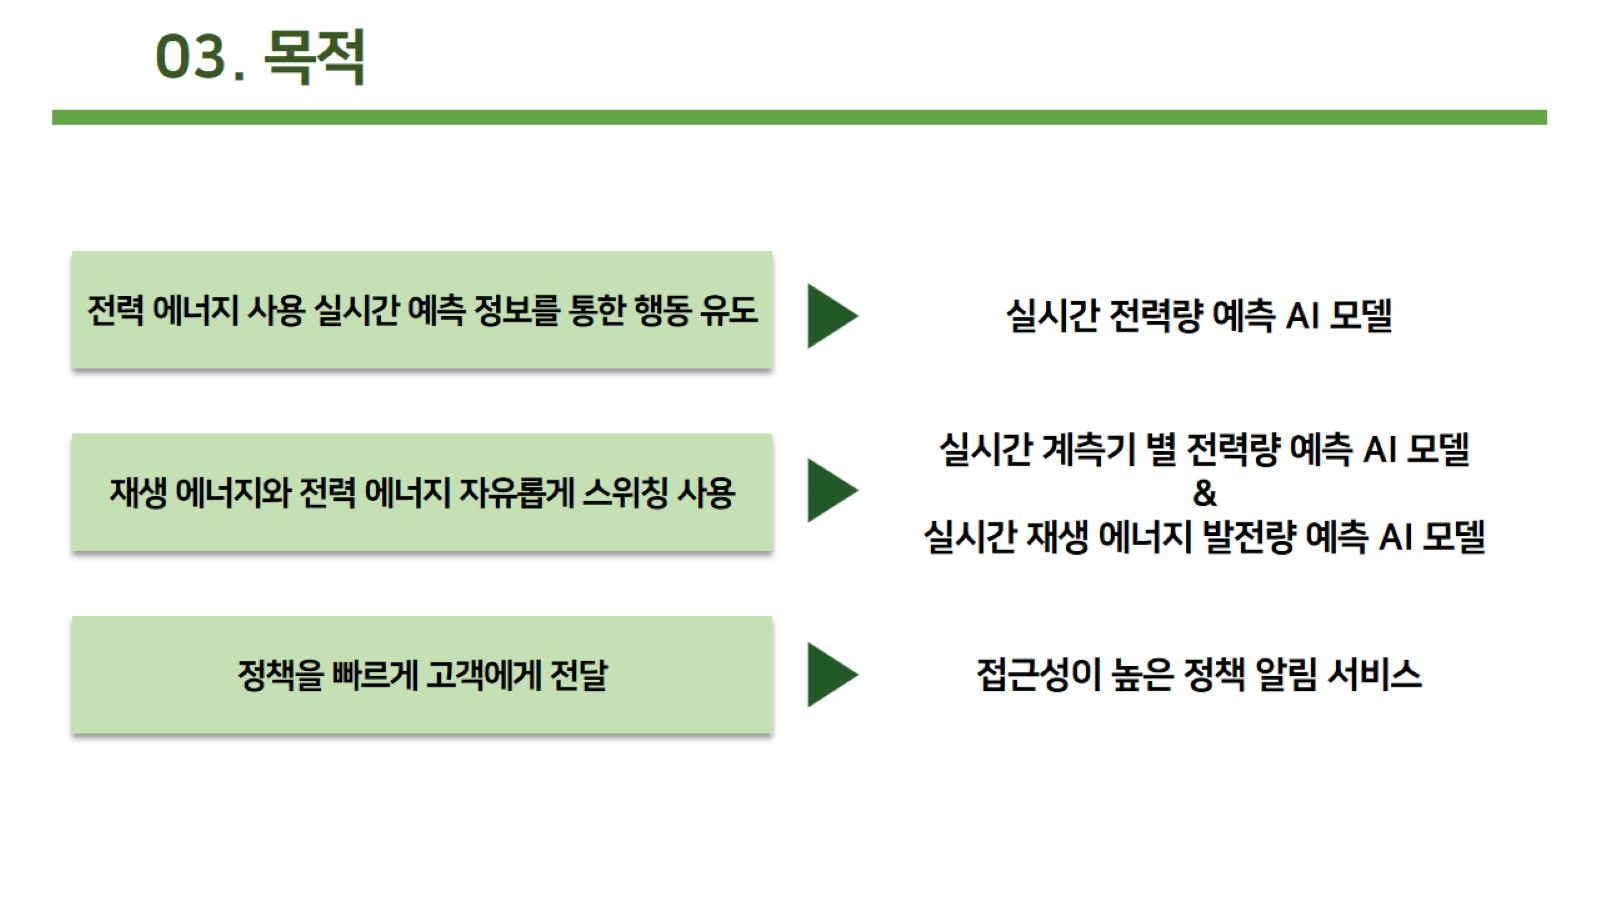 03. 목적
전력 에너지 사용 실시간 예측 정보를 통한 행동 유도
실시간 전력량 예측 AI 모델
재생 에너지와 전력 에너지 자유롭게 스위칭 사용
실시간 계측기 별 전력량 예측 AI 모델
&
실시간 재생 에너지 발전량 예측 AI 모델
정책을 빠르게 고객에게 전달
접근성이 높은 정책 알림 서비스